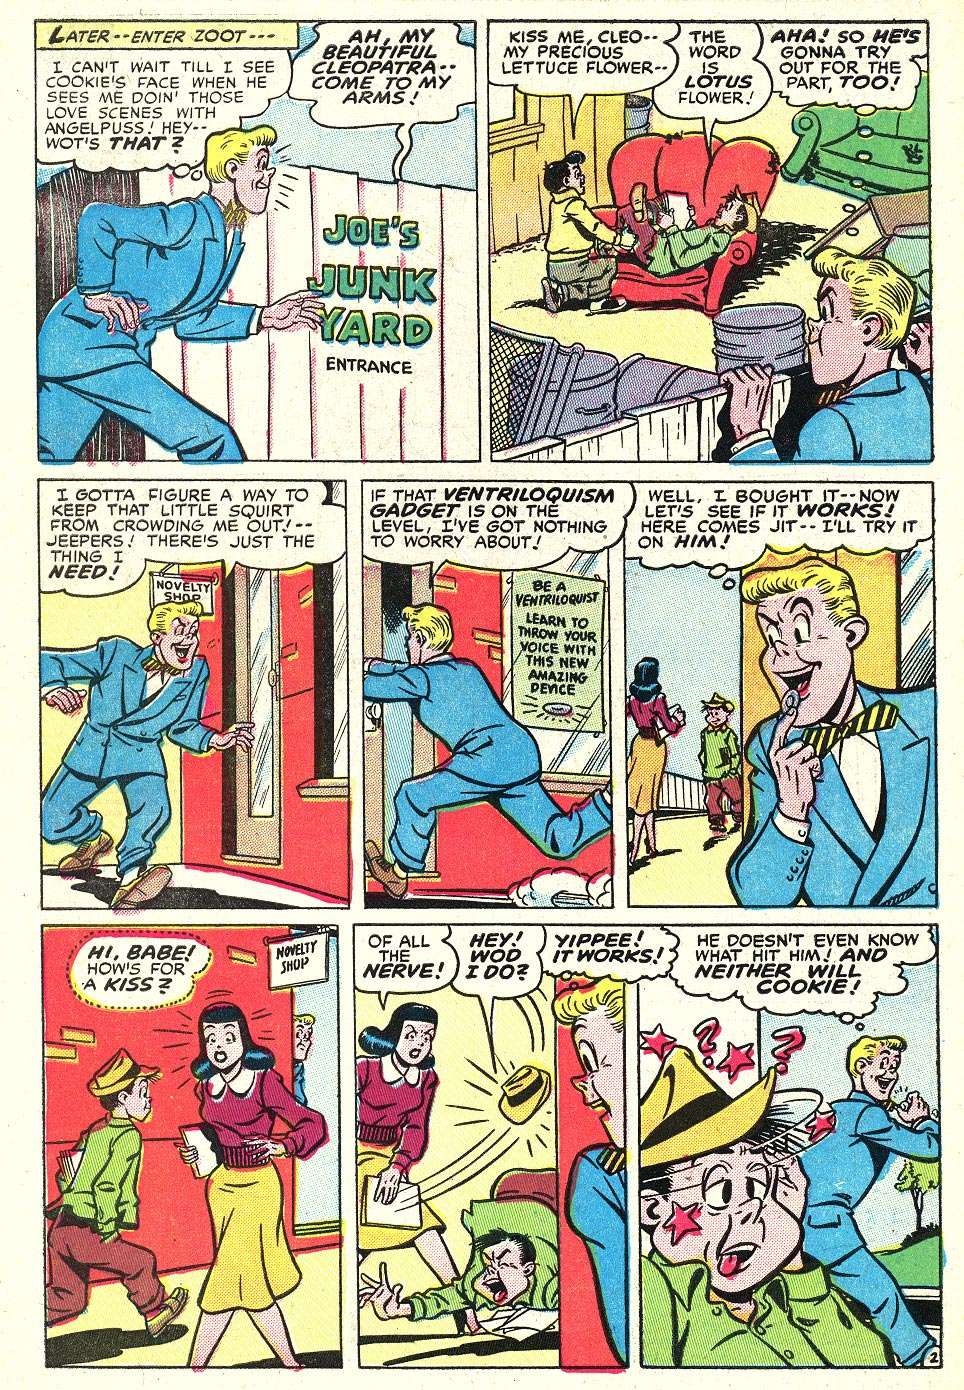 LATER--ENTER ZOOT---
I CAN'T WAIT TILL I SEE
COOKIE'S FACE WHEN HE
SEES ME DOIN' THOSE
LOVE SCENES WITH
ANGELPUSS! HEY--
WOT'S THAT?
AH, MY
BEAUTIFUL
CLEOPATRA--
COME TO MY
ARMS!
JOE'S
JUNK
YARD
ENTRANCE
KISS ME, CLEO--
MY PRECIOUS
LETTUCE FLOWER--
THE
WORD
IS
LOTUS
FLOWER!
AHA! SO HE'S
GONNA TRY
OUT FOR THE
PART, TOO!
I GOTTA FIGURE A WAY TO
KEEP THAT LITTLE SQUIRT
FROM CROWDING ME OUT!--
JEEPERS! THERE'S JUST THE
THING I
NEED!
NOVELTY
SHOP
IF THAT VENTRILOQUISM
GADGET IS ON THE
LEVEL, I'VE GOT NOTHING
TO WORRY ABOUT!
BE A
VENTRILOQUIST
LEARN TO
THROW YOUR
VOICE WITH
THIS NEW
AMAZING
DEVICE
WELL, I BOUGHT IT--NOW
LET'S SEE IF IT WORKS!
HERE COMES JIT--I'LL TRY IT
ON HIM!
HI, BABE!
HOW'S FOR
A KISS?
NOVELTY
SHOP
OF ALL
THE
NERVE!
HEY!
WOD
I DO?
YIPPEE!
IT WORKS!
HE DOESN'T EVEN KNOW
WHAT HIT HIM! AND
NEITHER WILL
COOKIE!
? ?
2